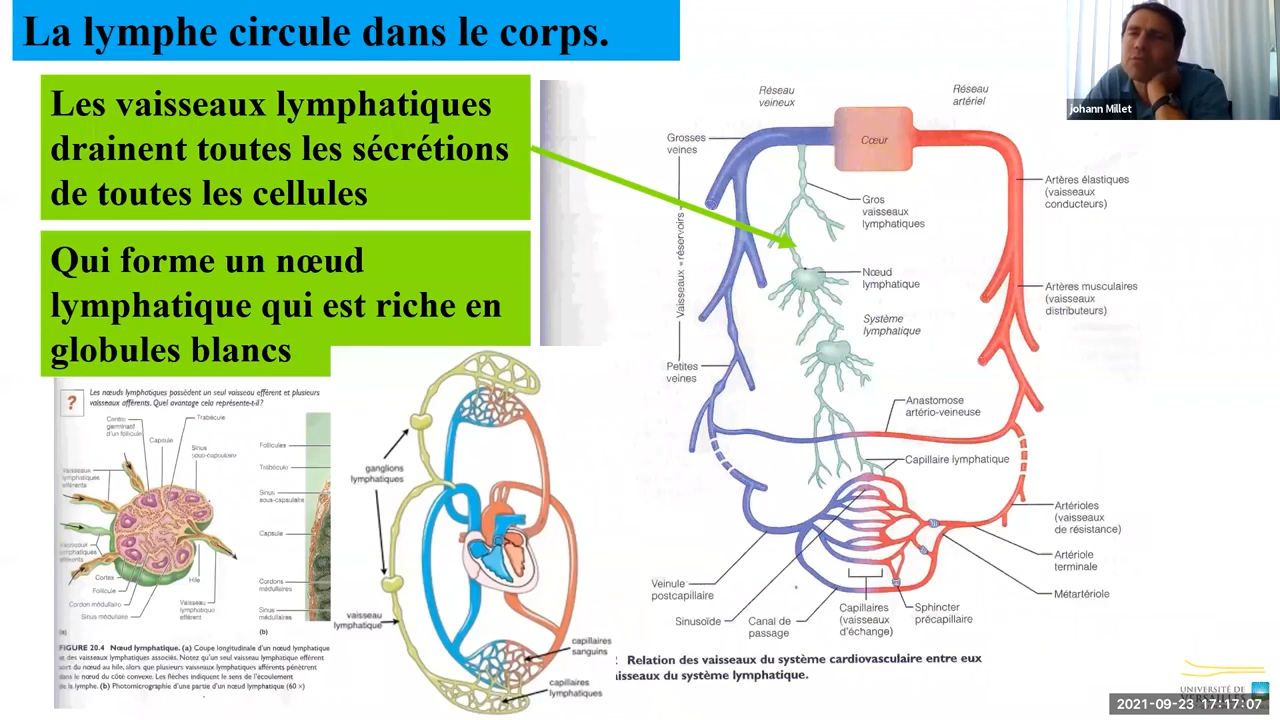 La lymphe circule dans le corps.
Les vaisseaux lymphatiques
drainent toutes les sécrétions
de toutes les cellules
Qui forme un nœud
lymphatique qui est riche en
globules blancs
johann Millet
Réseau
veineux
Réseau
artériel
Grosses
veines
Cœur
Artères élastiques
(vaisseaux
conducteurs)
Gros
vaisseaux
lymphatiques
Vaisseaux «réservoirs»
Nœud
lymphatique
Artères musculaires
(vaisseaux
distributeurs)
Système
lymphatique
Petites
veines
Anastomose
artério-veineuse
Capillaire lymphatique
Artérioles
(vaisseaux
de résistance)
Artériole
terminale
Métartériole
Veinule
postcapillaire
Sinusoïde
Canal de
passage
Capillaires
(vaisseaux
d'échange)
Sphincter
précapillaire
Relation des vaisseaux du système cardiovasculaire entre eux
aisseaux du système lymphatique.
?
Les nœuds lymphatiques possèdent un seul vaisseau efférent et plusieurs
vaisseaux afférents. Quel avantage cela représente-t-il?
Centre
germinatif
d'un follicule
Trabécule
Capsule
Sinus
sous-capsulaire
Vaisseaux
lymphatiques
afférents
Vaisseaux
lymphatiques
afférents
Cortex
Follicule
Cordon médullaire
Sinus médullaire
Hile
Vaisseau
lymphatique
efférent
(a)
Follicules
Trabécule
Sinus
sous-capsulaire
Capsule
Cordons
médullaires
Sinus
médullaires
(b)
FIGURE 20.4 Nœud lymphatique. (a) Coupe longitudinale d'un nœud lymphatique
et des vaisseaux lymphatiques associés. Notez qu'un seul vaisseau lymphatique efférent
sort du nœud au hile, alors que plusieurs vaisseaux lymphatiques afférents pénètrent
dans le nœud du côté convexe. Les flèches indiquent le sens de l'écoulement
de la lymphe. (b) Photomicrographie d'une partie d'un nœud lymphatique (60 ×)
ganglions
lymphatiques
vaisseau
lymphatique
capillaires
sanguins
capillaires
lymphatiques
UNIVERSITÉ DE
2021-09-23 17:17:07